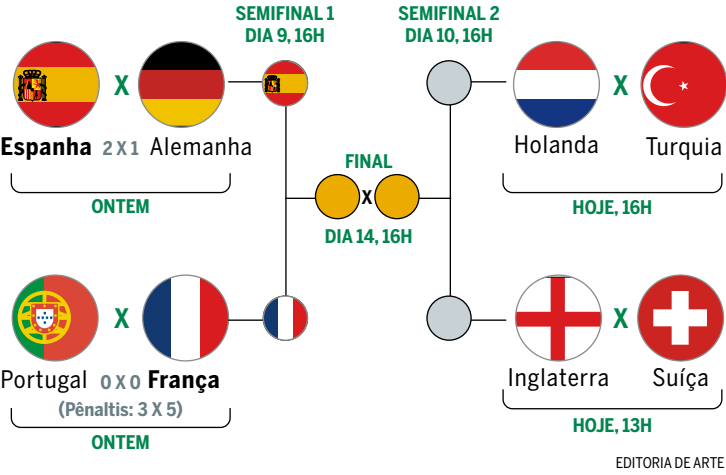 SEMIFINAL 1
DIA 9, 16H
SEMIFINAL 2
DIA 10, 16H
X
X
Espanha 2 X 1 Alemanha
Holanda
Turquia
ONTEM
HOJE, 16H
FINAL
X
DIA 14, 16H
X
X
Portugal 0 X 0 França
(Pênaltis: 3 X 5)
ONTEM
Inglaterra
Suíça
HOJE, 13H
EDITORIA DE ARTE